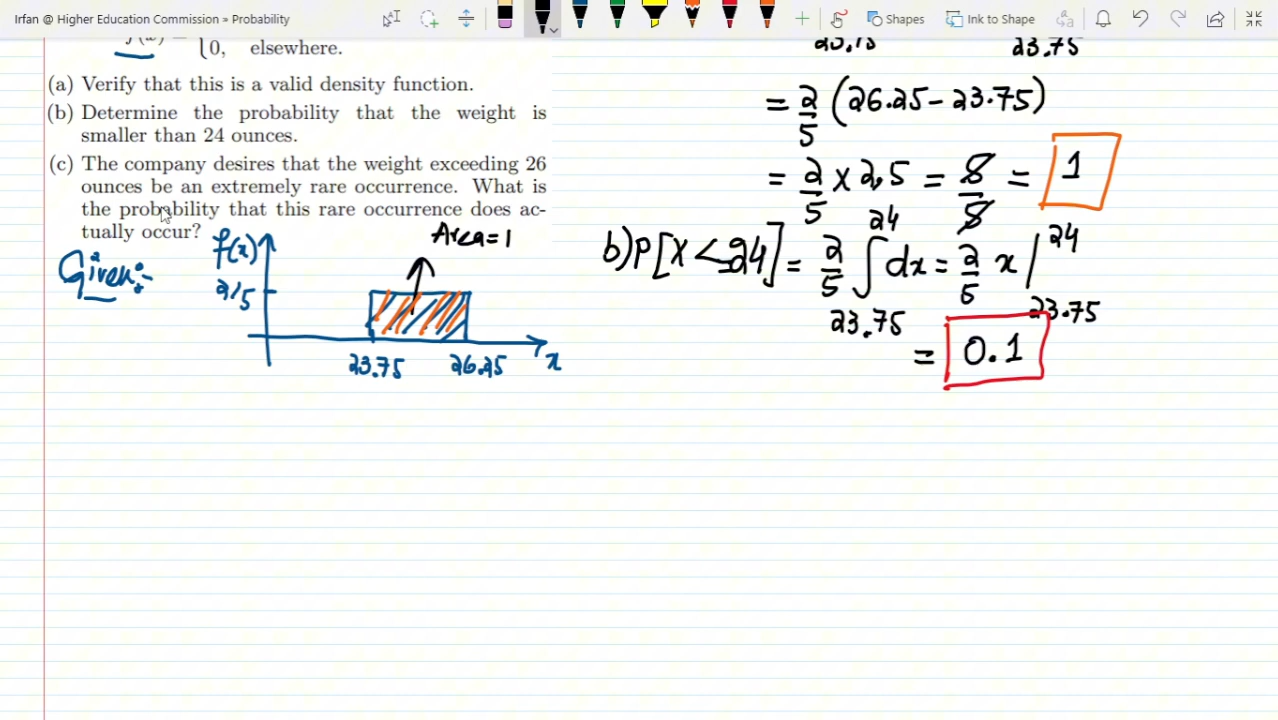 Irfan @ Higher Education Commission » Probability
Shapes
Ink to Shape
f(x) = {0, elsewhere.
(a) Verify that this is a valid density function.
(b) Determine the probability that the weight is
smaller than 24 ounces.
(c) The company desires that the weight exceeding 26
ounces be an extremely rare occurrence. What is
the probability that this rare occurrence does ac-
tually occur?
Given:-
f(x)
2/5
Area=1
23.75 26.25 x
23.75 23.75
= 2/5 (26.25 - 23.75)
= 2/5 x 2.5 = 5/5 = 1
b) P[X <= 24] = 2/5 ∫ dx = 2/5 x |
24 24
23.75 23.75
= 0.1